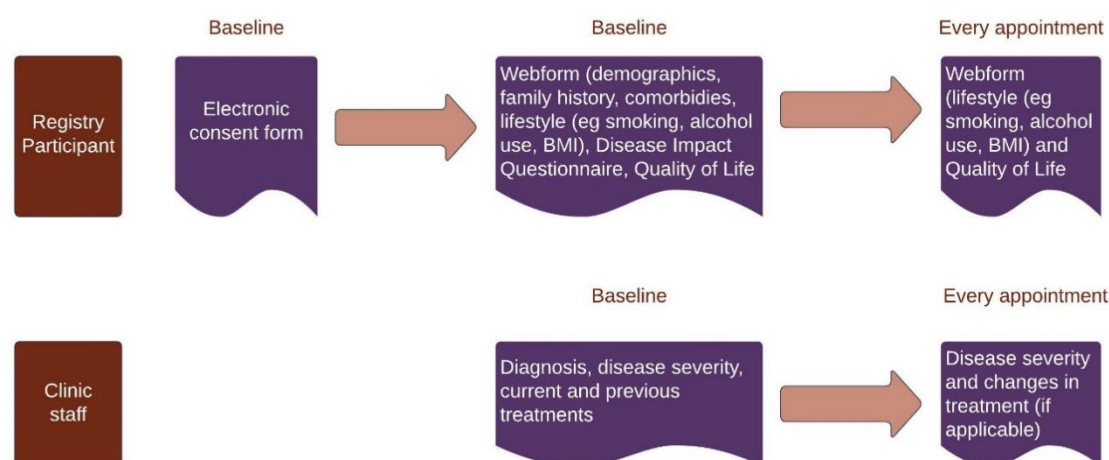 Baseline
Baseline
Every appointment
Registry
Participant
Electronic
consent form
Webform (demographics,
family history, comorbidies,
lifestyle (eg smoking, alcohol
use, BMI), Disease Impact
Questionnaire, Quality of Life
Webform
(lifestyle (eg
smoking, alcohol
use, BMI) and
Quality of Life
Baseline
Every appointment
Clinic
staff
Diagnosis, disease severity,
current and previous
treatments
Disease severity
and changes in
treatment (if
applicable)